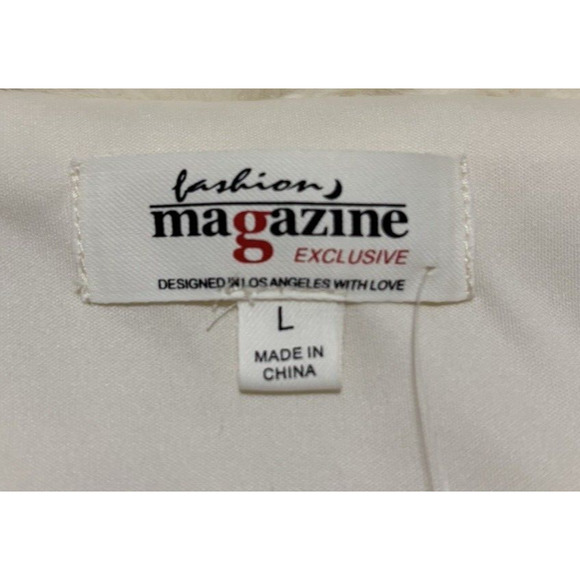 fashion
magazine
EXCLUSIVE
DESIGNED IN LOS ANGELES WITH LOVE
L
MADE IN
CHINA